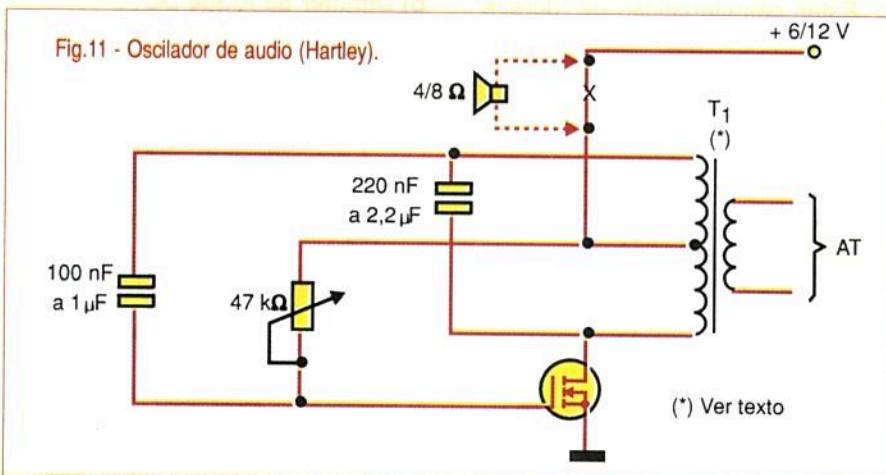 Fig.11 - Oscilador de audio (Hartley).
+ 6/12 V
4/8 Ω
X
T1
(*)
220 nF
a 2,2 µF
100 nF
a 1 µF
47 kΩ
AT
(*) Ver texto